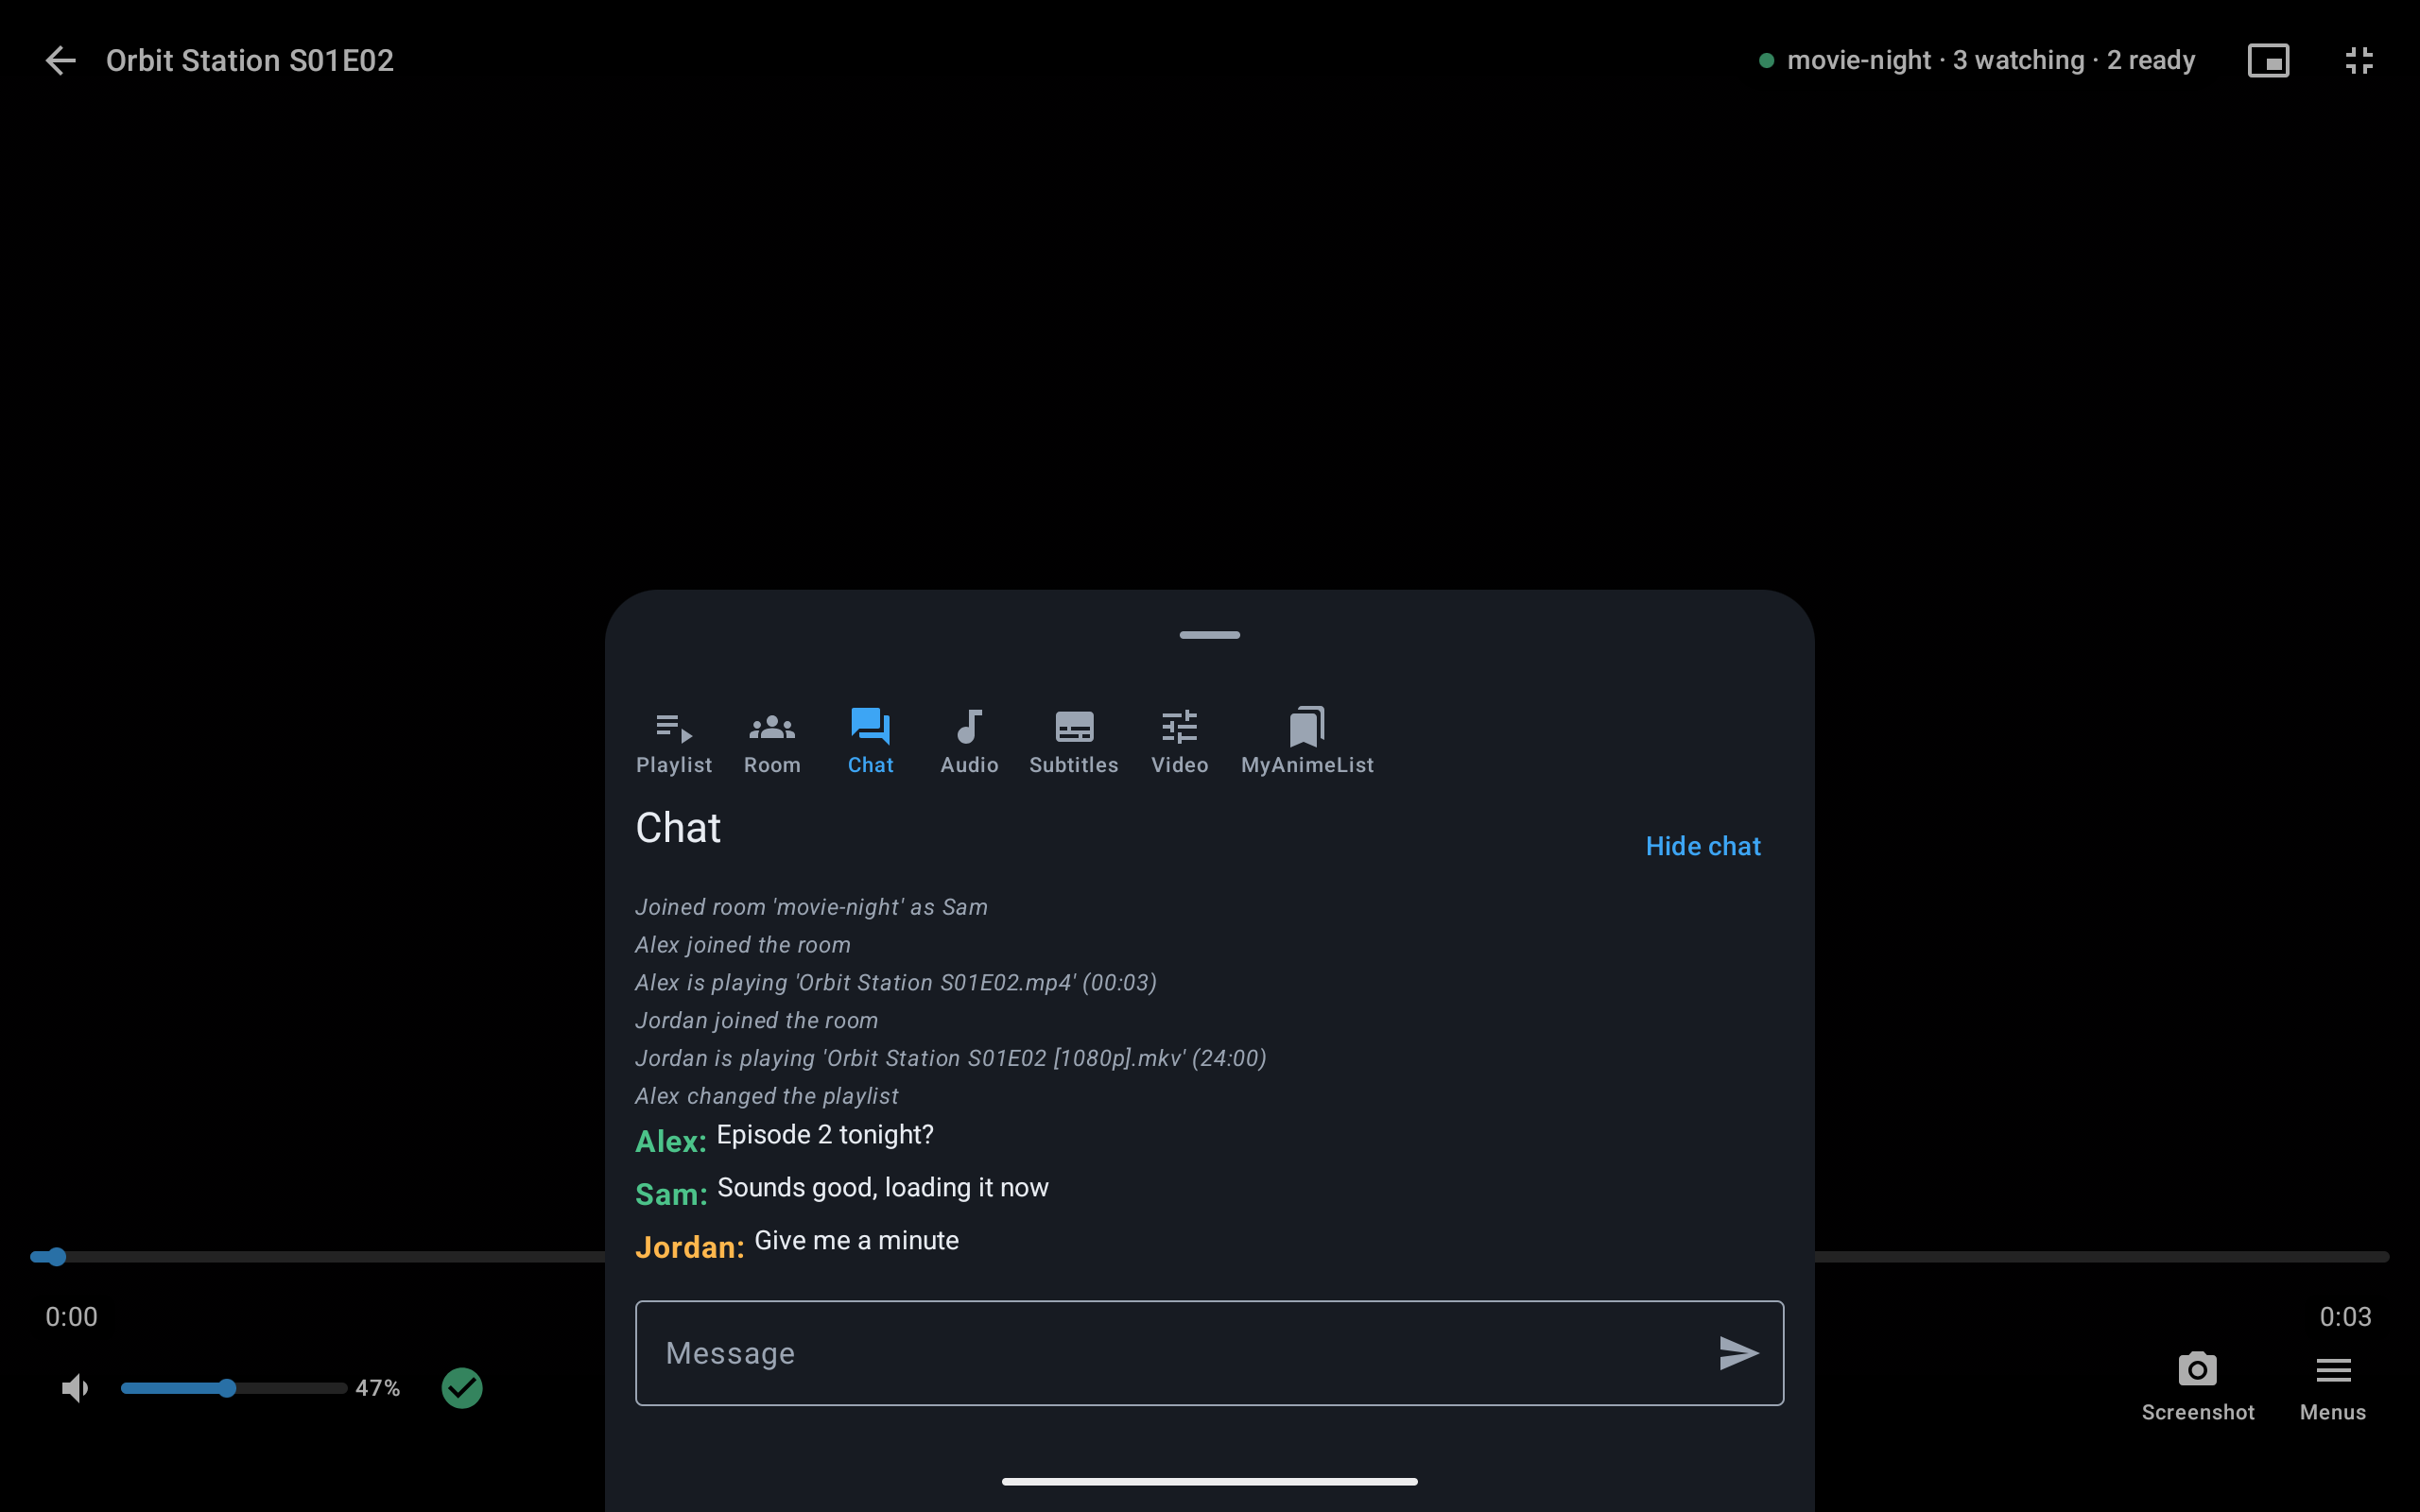 Orbit Station S01E02
movie-night · 3 watching · 2 ready
Playlist Room Chat Audio Subtitles Video MyAnimeList
Chat
Hide chat
Joined room 'movie-night' as Sam
Alex joined the room
Alex is playing 'Orbit Station S01E02.mp4' (00:03)
Jordan joined the room
Jordan is playing 'Orbit Station S01E02 [1080p].mkv' (24:00)
Alex changed the playlist
Alex: Episode 2 tonight?
Sam: Sounds good, loading it now
Jordan: Give me a minute
0:00
0:03
Message
47%
Screenshot Menus